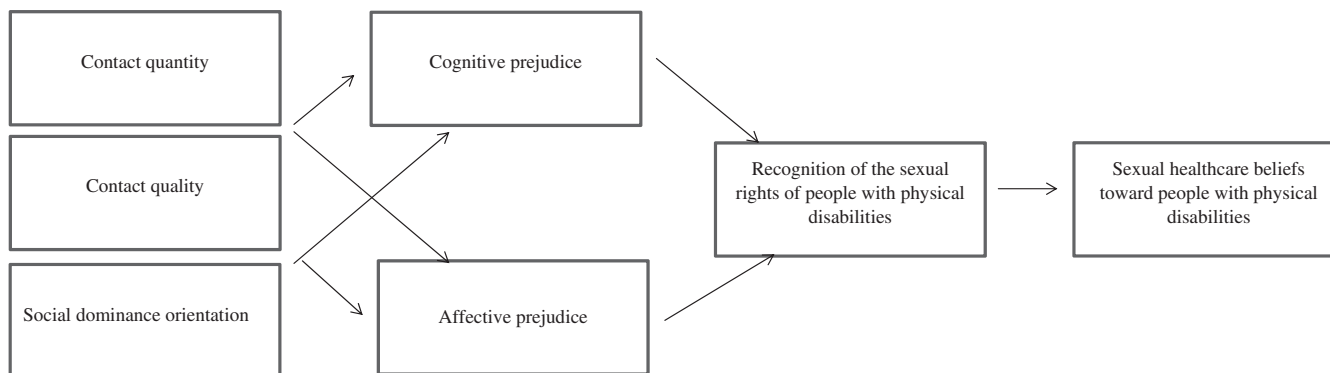 Contact quantity
Contact quality
Social dominance orientation
Cognitive prejudice
Affective prejudice
Recognition of the sexual
rights of people with physical
disabilities
Sexual healthcare beliefs
toward people with physical
disabilities